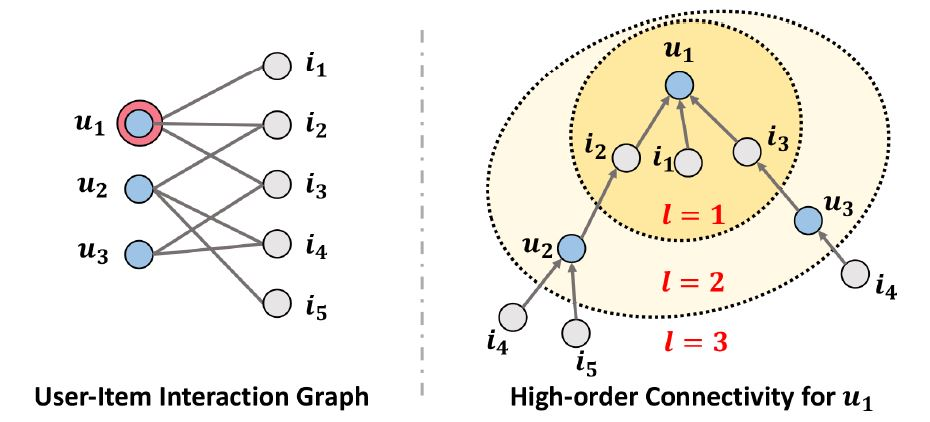 u₁
u₂
u₃
i₁
i₂
i₃
i₄
i₅
User-Item Interaction Graph
u₁
i₂
i₁
i₃
l = 1
u₃
u₂
l = 2
i₄
i₄
i₅
l = 3
High-order Connectivity for u₁